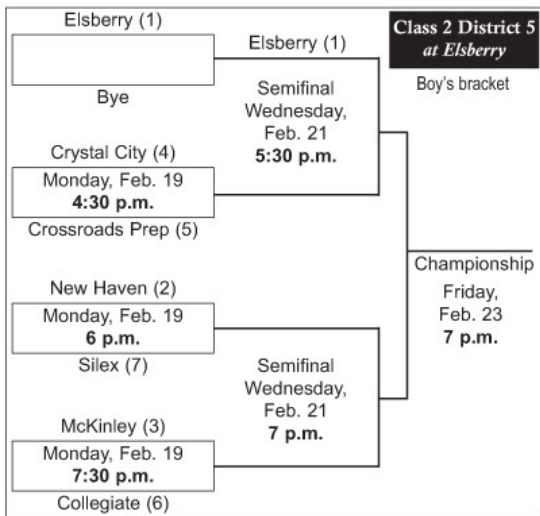 Class 2 District 5
at Elsberry
Boy's bracket
Elsberry (1)
Bye
Crystal City (4)
Monday, Feb. 19
4:30 p.m.
Crossroads Prep (5)
New Haven (2)
Monday, Feb. 19
6 p.m.
Silex (7)
McKinley (3)
Monday, Feb. 19
7:30 p.m.
Collegiate (6)
Elsberry (1)
Semifinal
Wednesday,
Feb. 21
5:30 p.m.
Semifinal
Wednesday,
Feb. 21
7 p.m.
Championship
Friday,
Feb. 23
7 p.m.